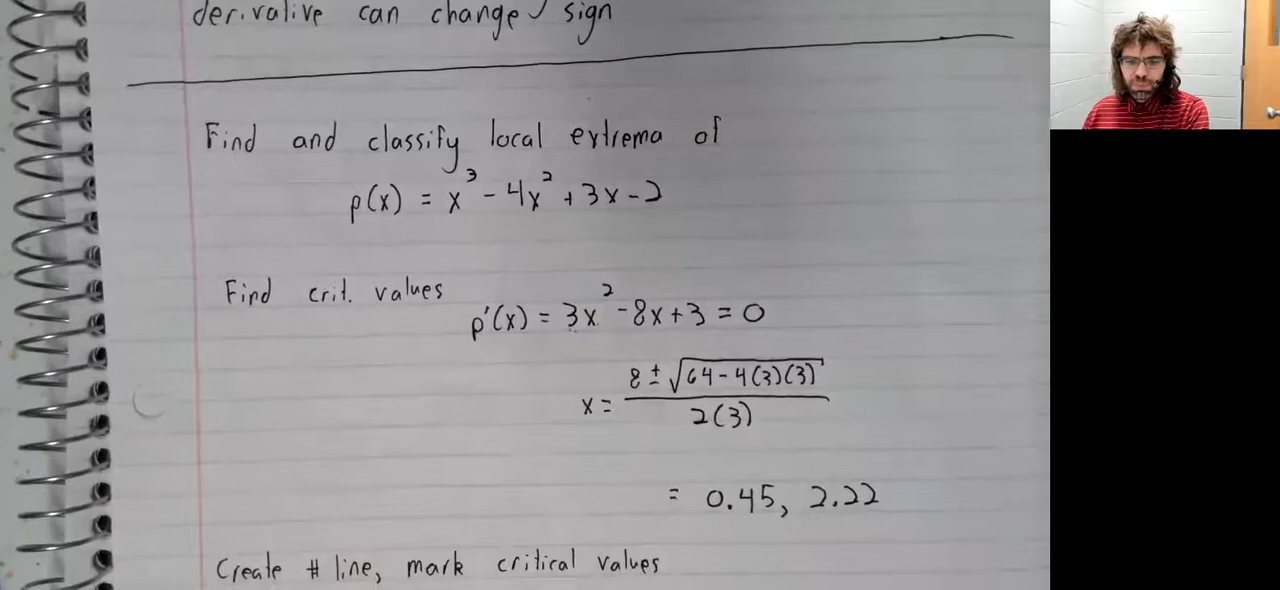 derivative can change sign
Find and classify local extrema of
p(x) = x³ - 4x² + 3x - 2
Find crit. values
p'(x) = 3x² - 8x + 3 = 0
x = (8 ± √(64 - 4(3)(3))) / 2(3)
= 0.45, 2.22
Create # line, mark critical values